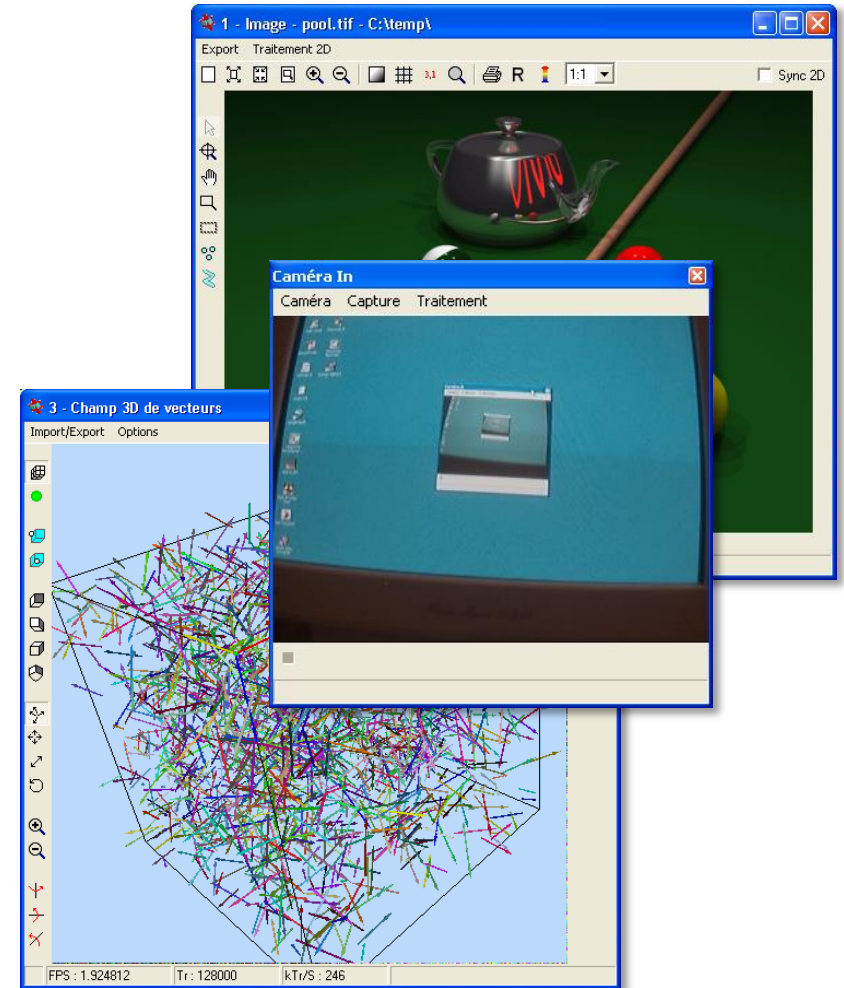 1 - Image - pool.tif - C:\temp\
Export Traitement 2D
3,1 R 1:1 Sync 2D
VIVID
Caméra In
Caméra Capture Traitement
3 - Champ 3D de vecteurs
Import/Export Options
FPS : 1.924812 Tr : 128000 kTr/S : 246